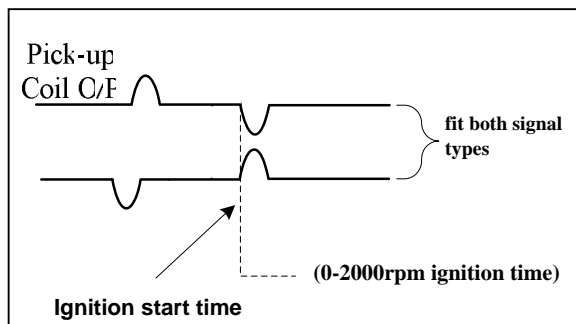 Pick-up
Coil O/P
fit both signal
types
(0-2000rpm ignition time)
Ignition start time